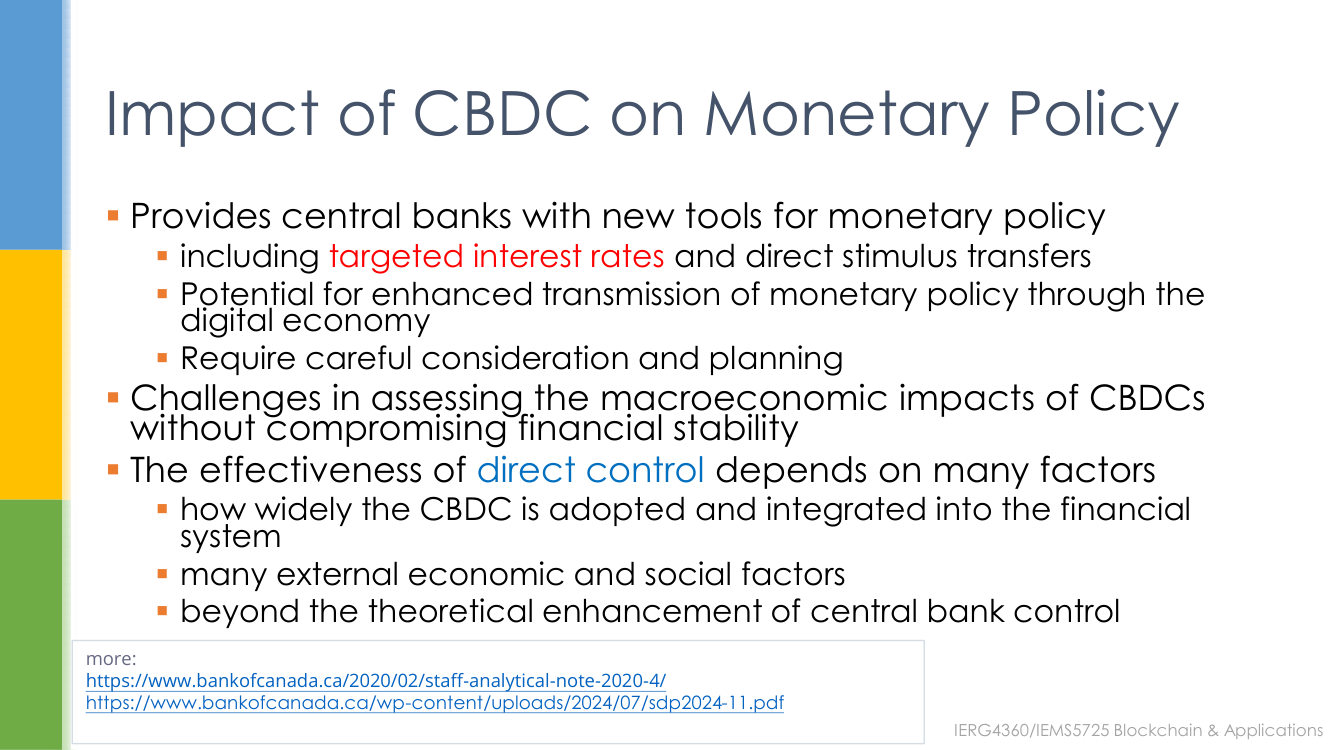 Impact of CBDC on Monetary Policy
▪ Provides central banks with new tools for monetary policy
▪ including targeted interest rates and direct stimulus transfers
▪ Potential for enhanced transmission of monetary policy through the
digital economy
▪ Require careful consideration and planning
▪ Challenges in assessing the macroeconomic impacts of CBDCs
without compromising financial stability
▪ The effectiveness of direct control depends on many factors
▪ how widely the CBDC is adopted and integrated into the financial
system
▪ many external economic and social factors
▪ beyond the theoretical enhancement of central bank control
more:
https://www.bankofcanada.ca/2020/02/staff-analytical-note-2020-4/
https://www.bankofcanada.ca/wp-content/uploads/2024/07/sdp2024-11.pdf
IERG4360/IEMS5725 Blockchain & Applications